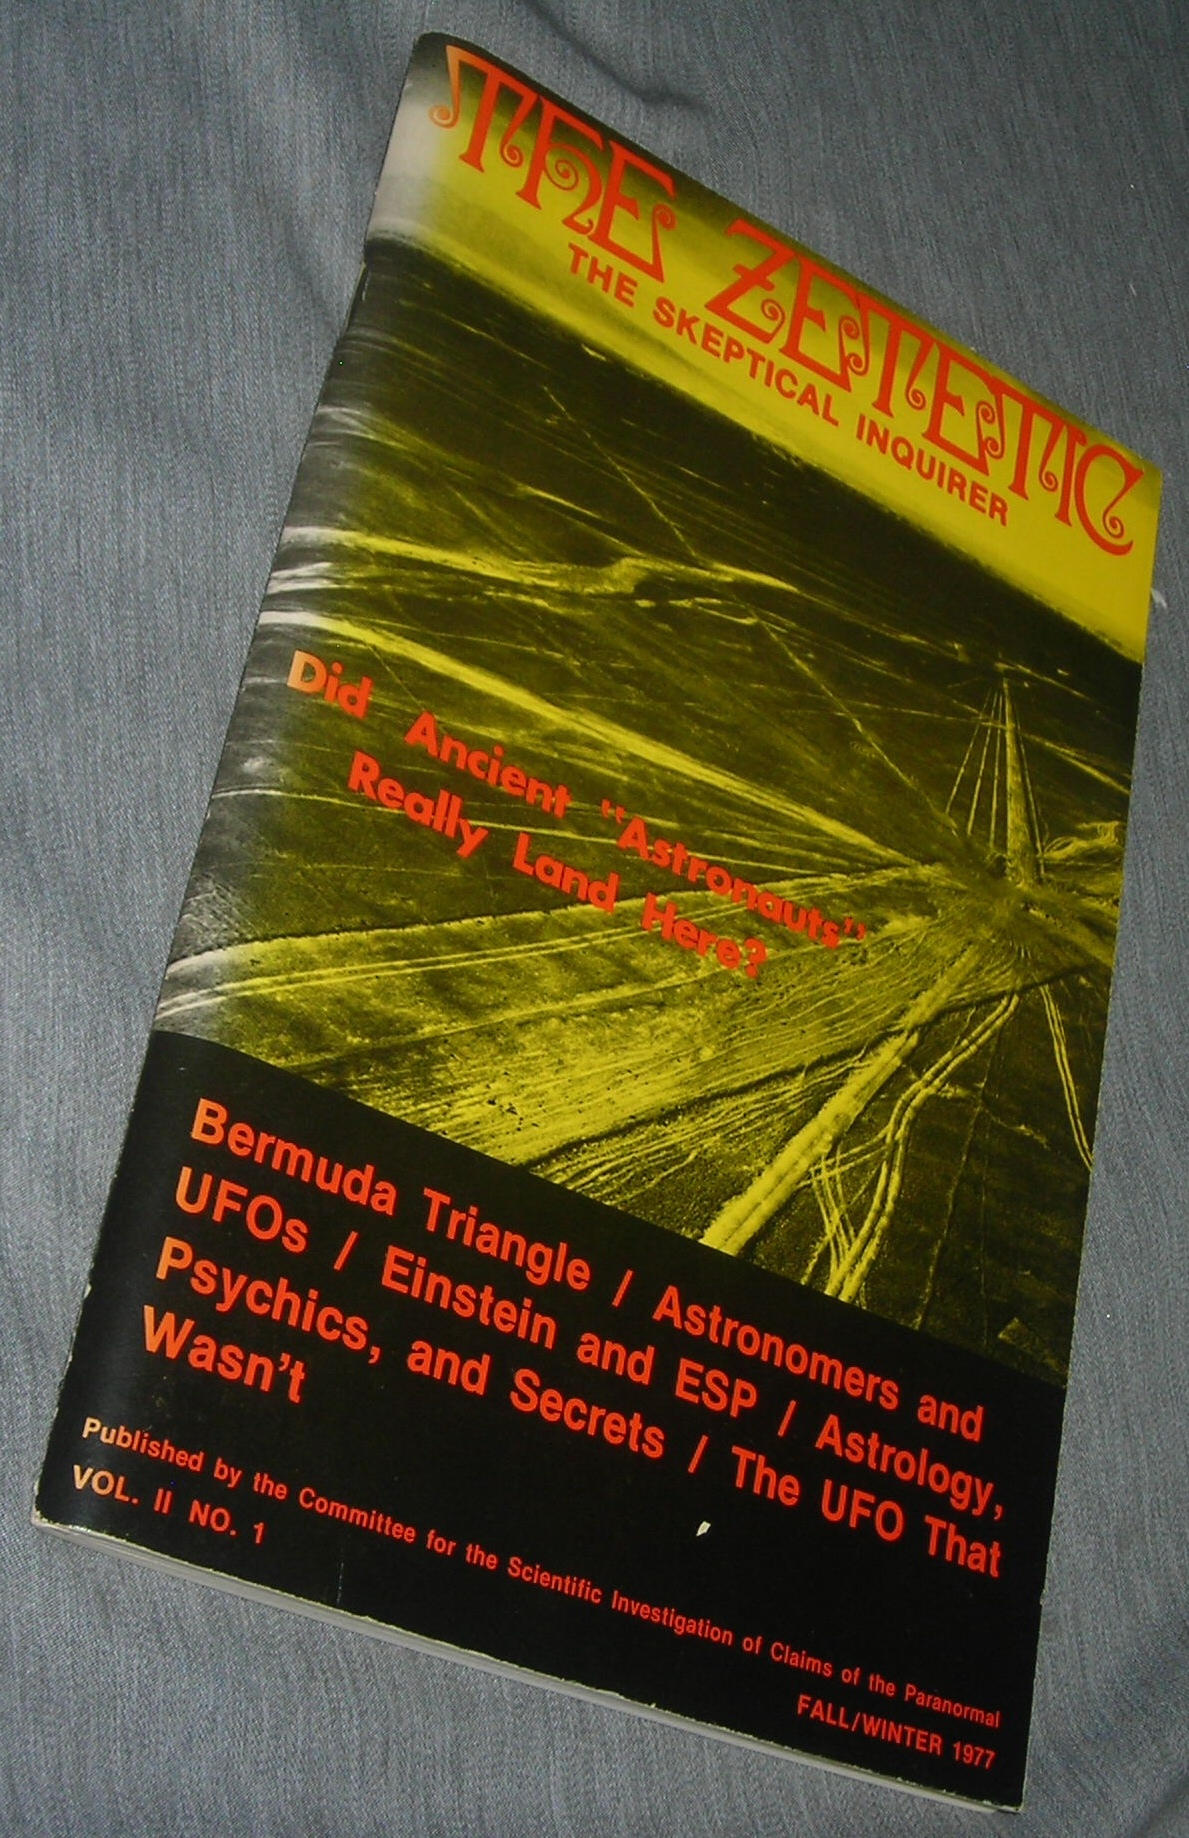 THE ZETETIC
THE SKEPTICAL INQUIRER
Did Ancient "Astronauts"
Really Land Here?
Bermuda Triangle / Astronomers and
UFOs / Einstein and ESP / Astrology,
Psychics, and Secrets / The UFO That
Wasn't
Published by the Committee for the Scientific Investigation of Claims of the Paranormal
VOL. II NO. 1
FALL/WINTER 1977